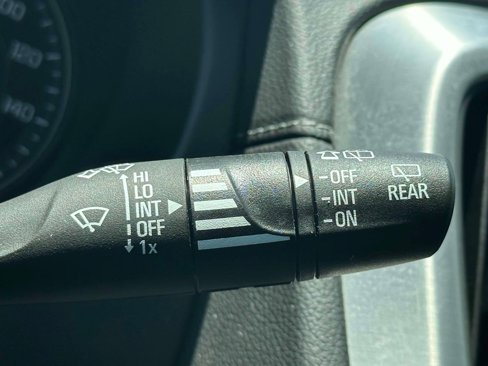 120
140
HI
LO
INT
OFF
1x
-OFF
-INT
-ON
REAR